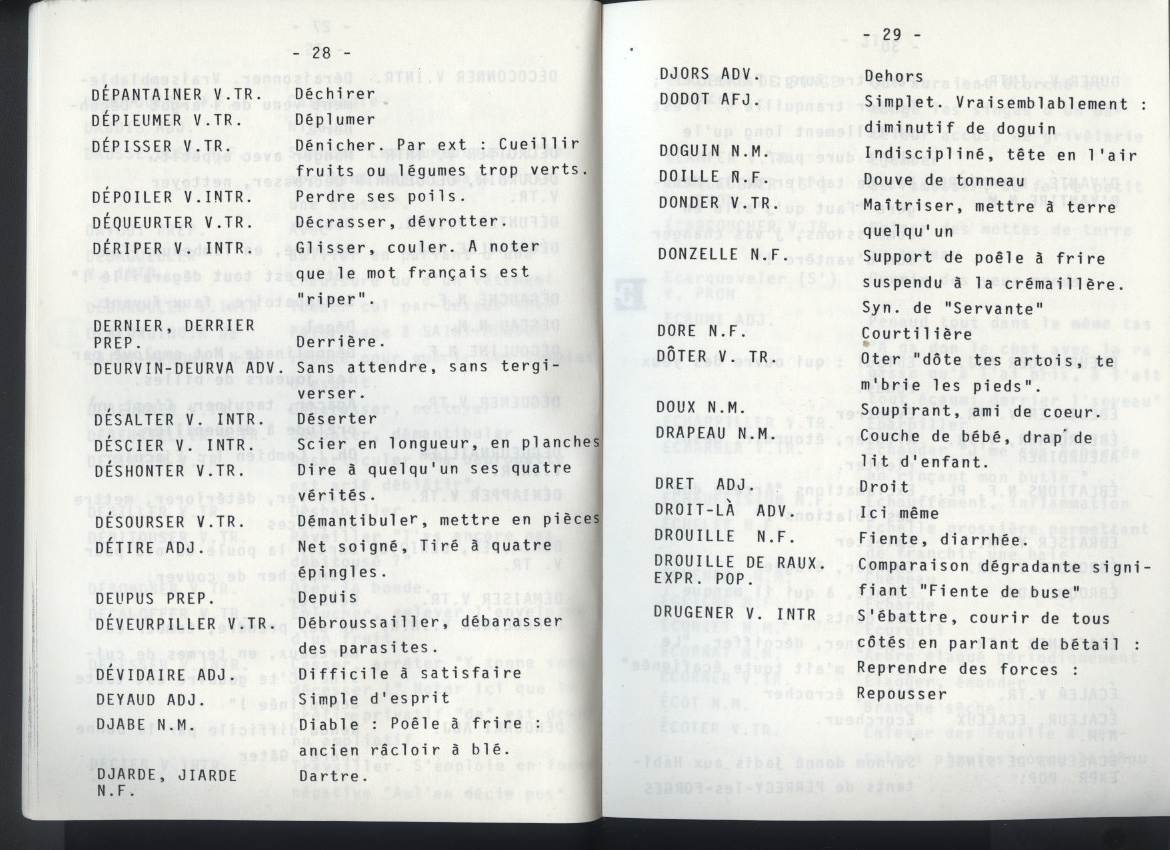 - 28 -
DÉPANTAINER V.TR. Déchirer
DÉPIEUMER V.TR. Déplumer
DÉPISSER V.TR. Dénicher. Par ext : Cueillir
fruits ou légumes trop verts.
DÉPOILER V.INTR. Perdre ses poils.
DÉQUEURTER V.TR. Décrasser, dévrotter.
DÉRIPER V. INTR. Glisser, couler. A noter
que le mot français est
"riper".
DERNIER, DERRIER
PREP. Derrière.
DEURVIN-DEURVA ADV. Sans attendre, sans tergi-
verser.
DÉSALTER V. INTR. Désenter
DÉSCIER V. INTR. Scier en longueur, en planches
DÉSHONTER V.TR. Dire à quelqu'un ses quatre
vérités.
DÉSOURSER V.TR. Démantibuler, mettre en pièces
DÉTIRE ADJ. Net soigné, Tiré à quatre
épingles.
DEUPUS PREP. Depuis
DÉVEURPILLER V.TR. Débroussailler, débarasser
des parasites.
DÉVIDAIRE ADJ. Difficile à satisfaire
DEYAUD ADJ. Simple d'esprit
DJABE N.M. Diable : Poêle à frire :
ancien râcloir à blé.
DJARDE, JIARDE Dartre.
N.F.
- 29 -
DJORS ADV. Dehors
DODOT AFJ. Simplet. Vraisemblablement :
diminutif de doguin
DOGUIN N.M. Indiscipliné, tête en l'air
DOILLE N.F. Douve de tonneau
DONDER V.TR. Maîtriser, mettre à terre
quelqu'un
DONZELLE N.F. Support de poêle à frire
suspendu à la crémaillère.
Syn. de "Servante"
DORE N.F. Courtilière
DÔTER V. TR. Oter "dôte tes artois, te
m'brie les pieds".
DOUX N.M. Soupirant, ami de coeur.
DRAPEAU N.M. Couche de bébé, drap de
lit d'enfant.
DRET ADJ. Droit
DROIT-LÀ ADV. Ici même
DROUILLE N.F. Fiente, diarrhée.
DROUILLE DE RAUX. Comparaison dégradante signi-
EXPR. POP. fiant "Fiente de buse"
DRUGENER V. INTR S'ébattre, courir de tous
côtés en parlant de bétail :
Reprendre des forces :
Repousser